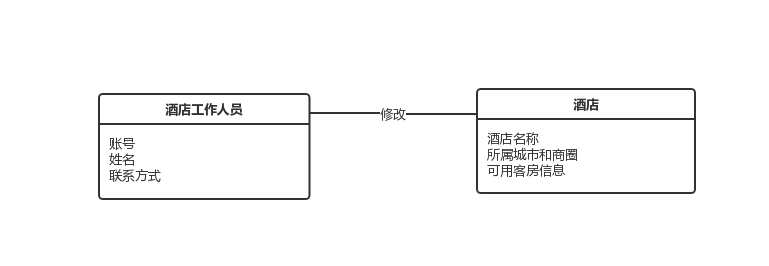 酒店工作人员
账号
姓名
联系方式
修改
酒店
酒店名称
所属城市和商圈
可用客房信息